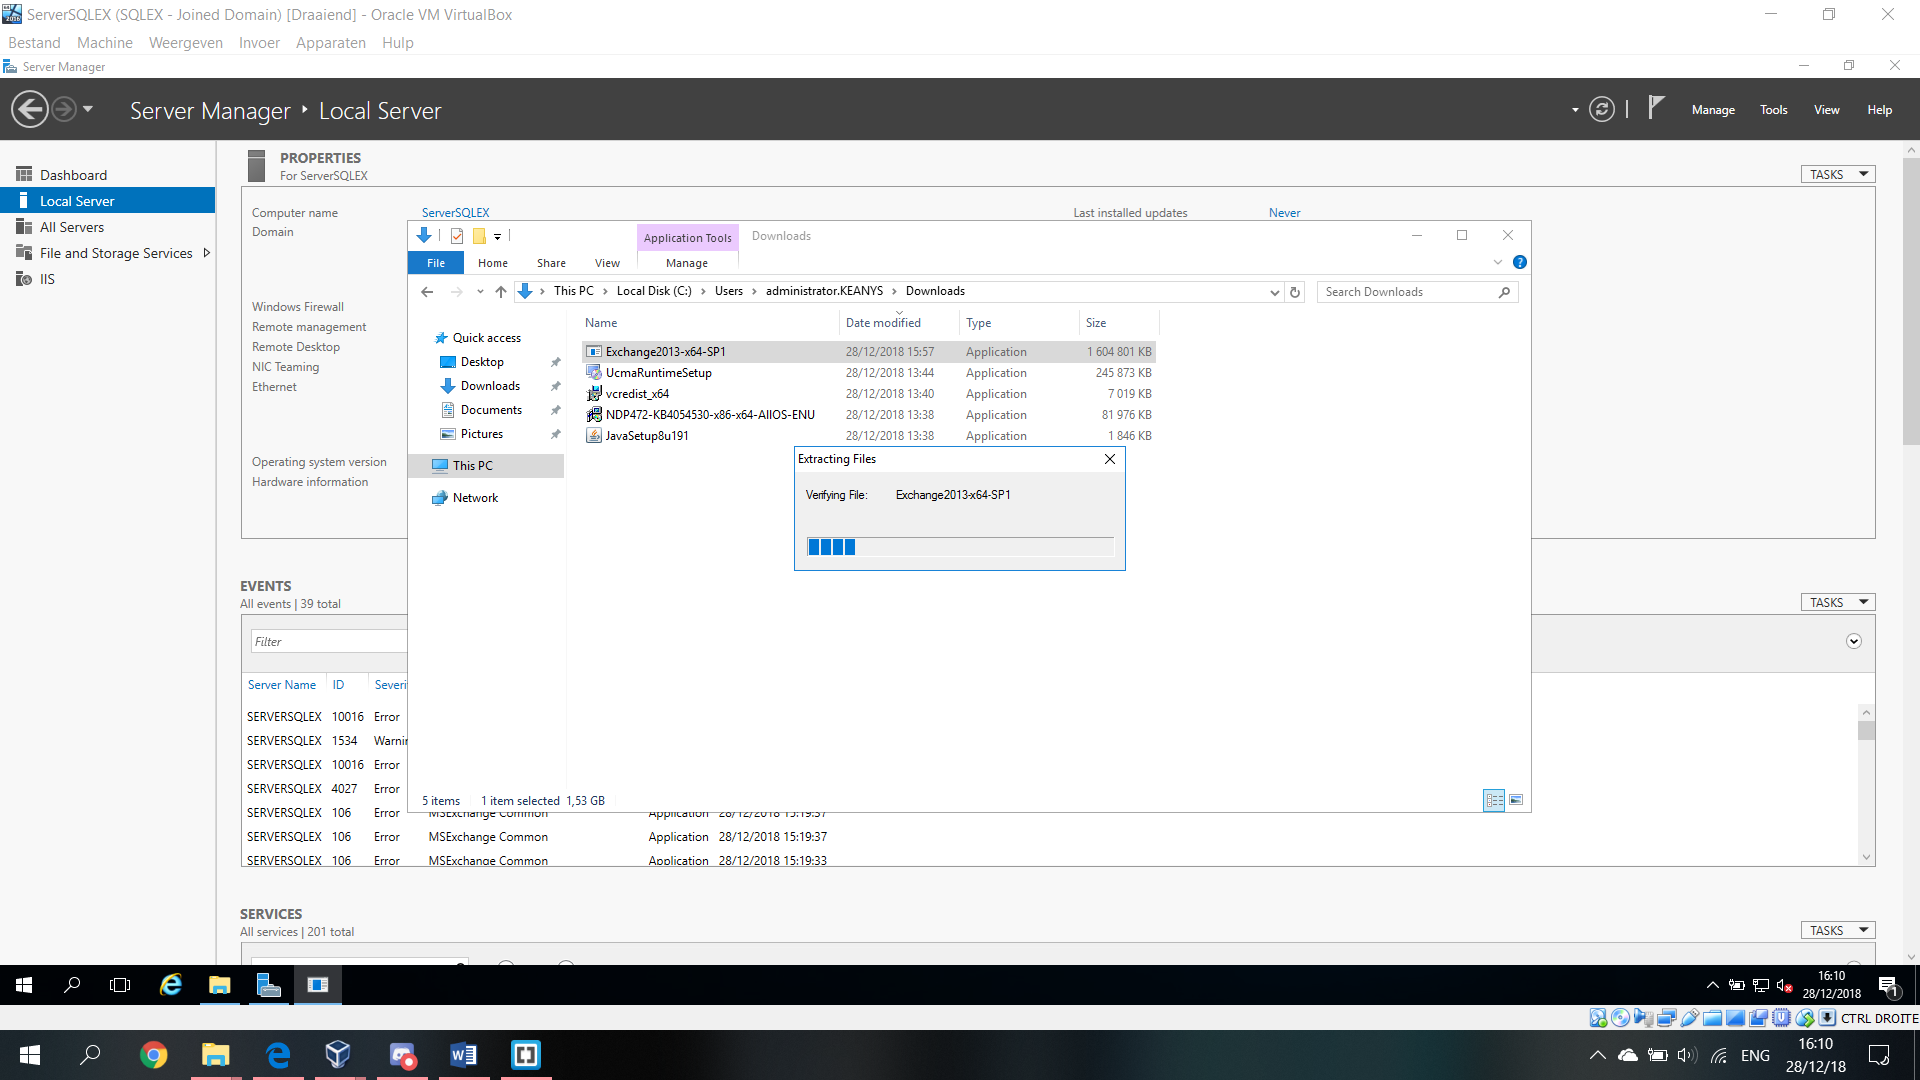 ServerSQLEX (SQLEX - Joined Domain) [Draaiend] - Oracle VM VirtualBox
Bestand Machine Weergeven Invoer Apparaten Hulp
Server Manager
Server Manager Local Server
Manage Tools View Help
Dashboard
Local Server
All Servers
File and Storage Services
IIS
PROPERTIES
For ServerSQLEX
TASKS
Computer name ServerSQLEX
Domain
Last installed updates Never
Windows Firewall
Remote management
Remote Desktop
NIC Teaming
Ethernet
Operating system version
Hardware information
Application Tools Downloads
File Home Share View Manage
This PC Local Disk (C:) Users administrator.KEANYS Downloads
Search Downloads
Quick access
Desktop
Downloads
Documents
Pictures
This PC
Network
Name Date modified Type Size
Exchange2013-x64-SP1 28/12/2018 15:57 Application 1 604 801 KB
UcmaRuntimeSetup 28/12/2018 13:44 Application 245 873 KB
vcredist_x64 28/12/2018 13:40 Application 7 019 KB
NDP472-KB4054530-x86-x64-AllOS-ENU 28/12/2018 13:38 Application 81 976 KB
JavaSetup8u191 28/12/2018 13:38 Application 1 846 KB
Extracting Files
Verifying File: Exchange2013-x64-SP1
5 items 1 item selected 1,53 GB
EVENTS
All events | 39 total
TASKS
Filter
Server Name ID Severi
SERVERSQLEX 10016 Error
SERVERSQLEX 1534 Warnin
SERVERSQLEX 10016 Error
SERVERSQLEX 4027 Error
SERVERSQLEX 106 Error MSExchange Common Application 28/12/2018 15:19:37
SERVERSQLEX 106 Error MSExchange Common Application 28/12/2018 15:19:37
SERVERSQLEX 106 Error MSExchange Common Application 28/12/2018 15:19:33
SERVICES
All services | 201 total
TASKS
16:10
28/12/2018
1
CTRL DROITE
ENG
16:10
28/12/18